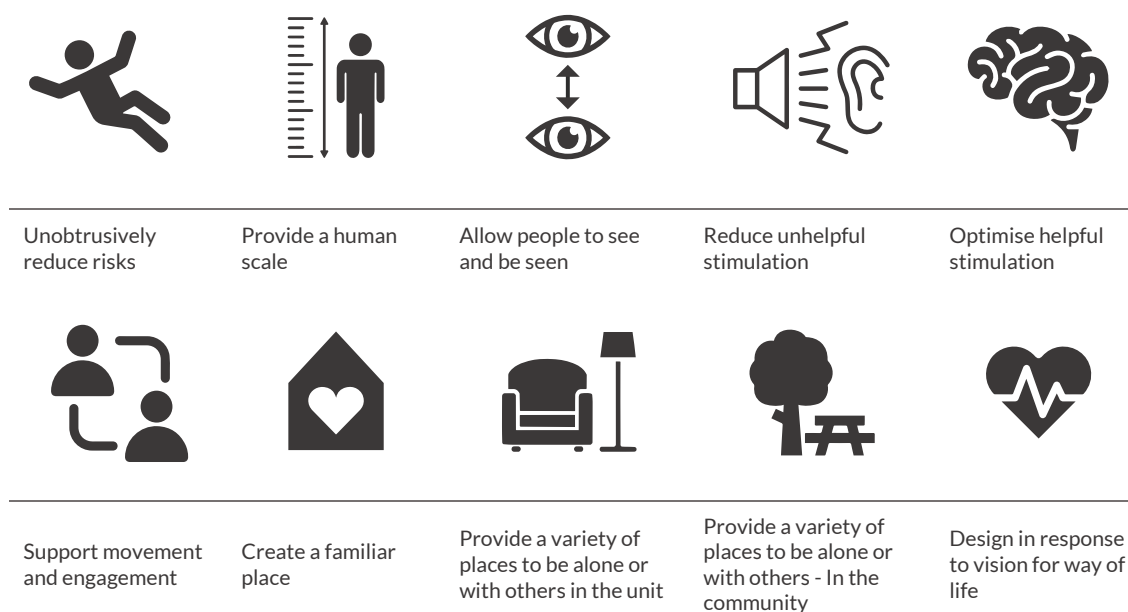 Unobtrusively
reduce risks
Provide a human
scale
Allow people to see
and be seen
Reduce unhelpful
stimulation
Optimise helpful
stimulation
Support movement
and engagement
Create a familiar
place
Provide a variety of
places to be alone or
with others in the unit
Provide a variety of
places to be alone or
with others - In the
community
Design in response
to vision for way of
life